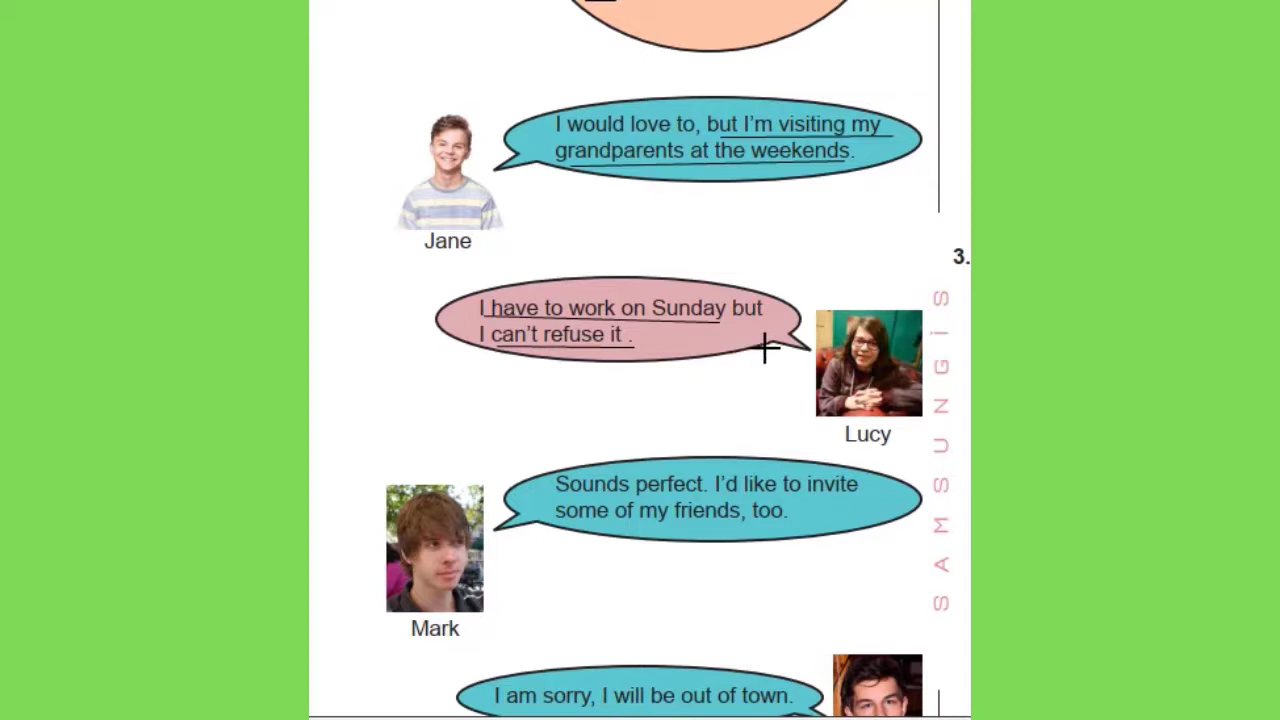 I would love to, but I'm visiting my
grandparents at the weekends.
Jane
3.
I have to work on Sunday but
I can't refuse it .
Lucy
Sounds perfect. I'd like to invite
some of my friends, too.
Mark
I am sorry, I will be out of town.
SAMSUNGİS